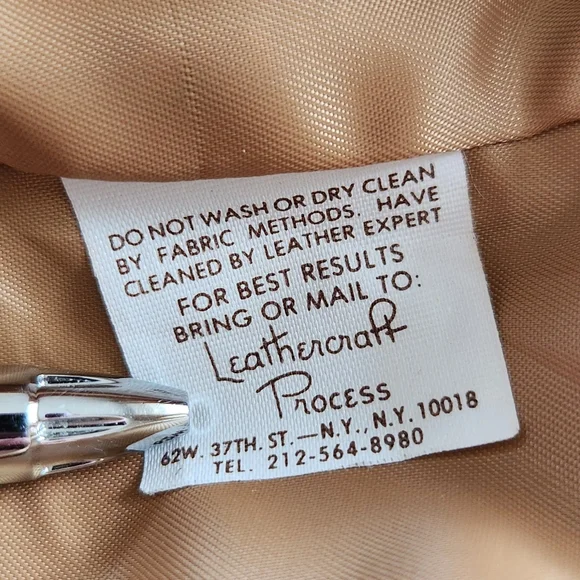 DO NOT WASH OR DRY CLEAN
BY FABRIC METHODS. HAVE
CLEANED BY LEATHER EXPERT
FOR BEST RESULTS
BRING OR MAIL TO:
Leathercraft
Process
62W. 37TH. ST.—N.Y., N.Y. 10018
TEL. 212-564-8980